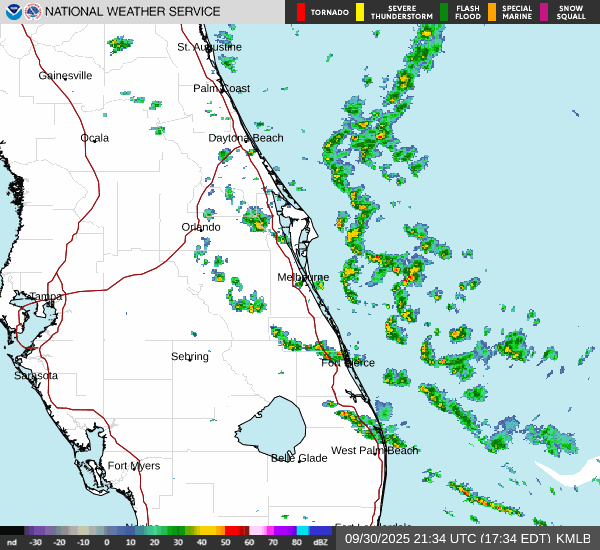 NATIONAL WEATHER SERVICE
TORNADO
SEVERE
THUNDERSTORM
FLASH
FLOOD
SPECIAL
MARINE
SNOW
SQUALL
St. Augustine
Gainesville
Palm Coast
Ocala
Daytona Beach
Orlando
Melbourne
Tampa
Sebring
Fort Pierce
Sarasota
West Palm Beach
Belle Glade
Fort Myers
nd -30 -20 -10 0 10 20 30 40 50 60 70 80 dBZ
09/30/2025 21:34 UTC (17:34 EDT) KMLB